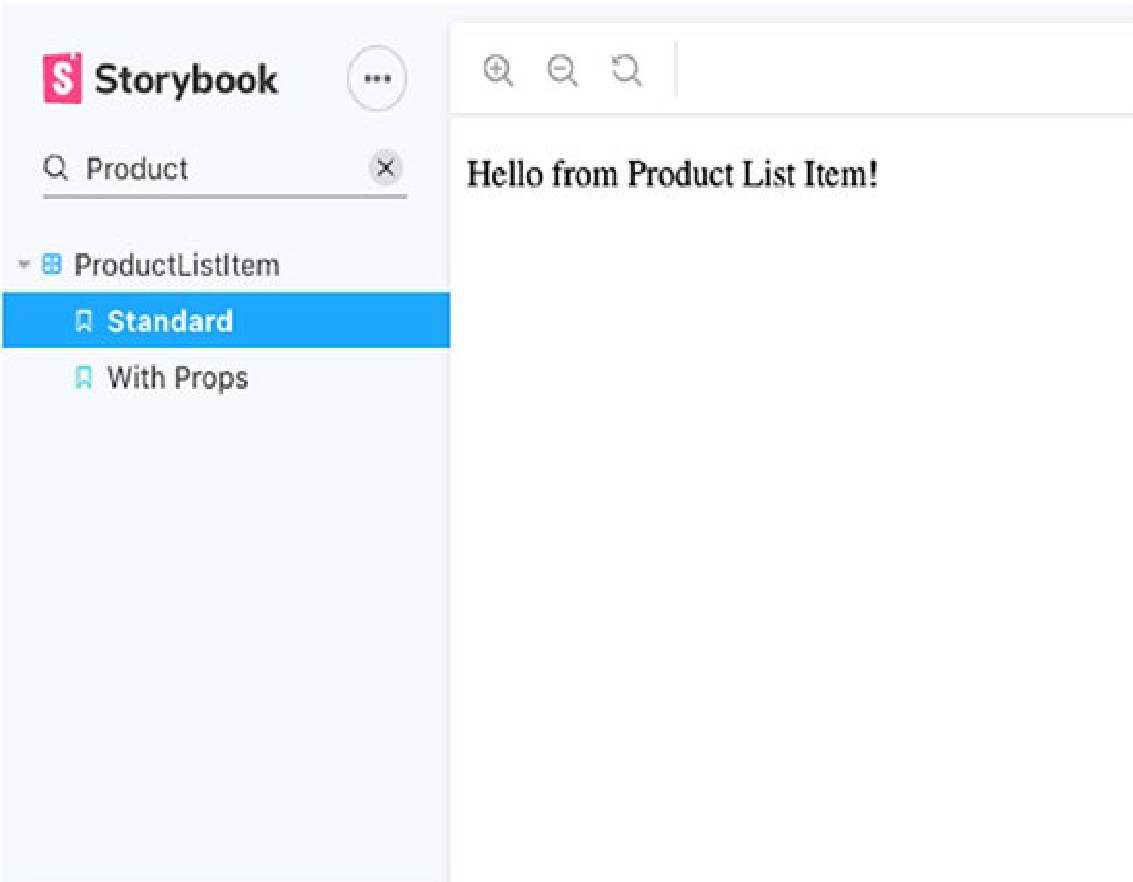 Storybook
Product
ProductListItem
Standard
With Props
Hello from Product List Item!